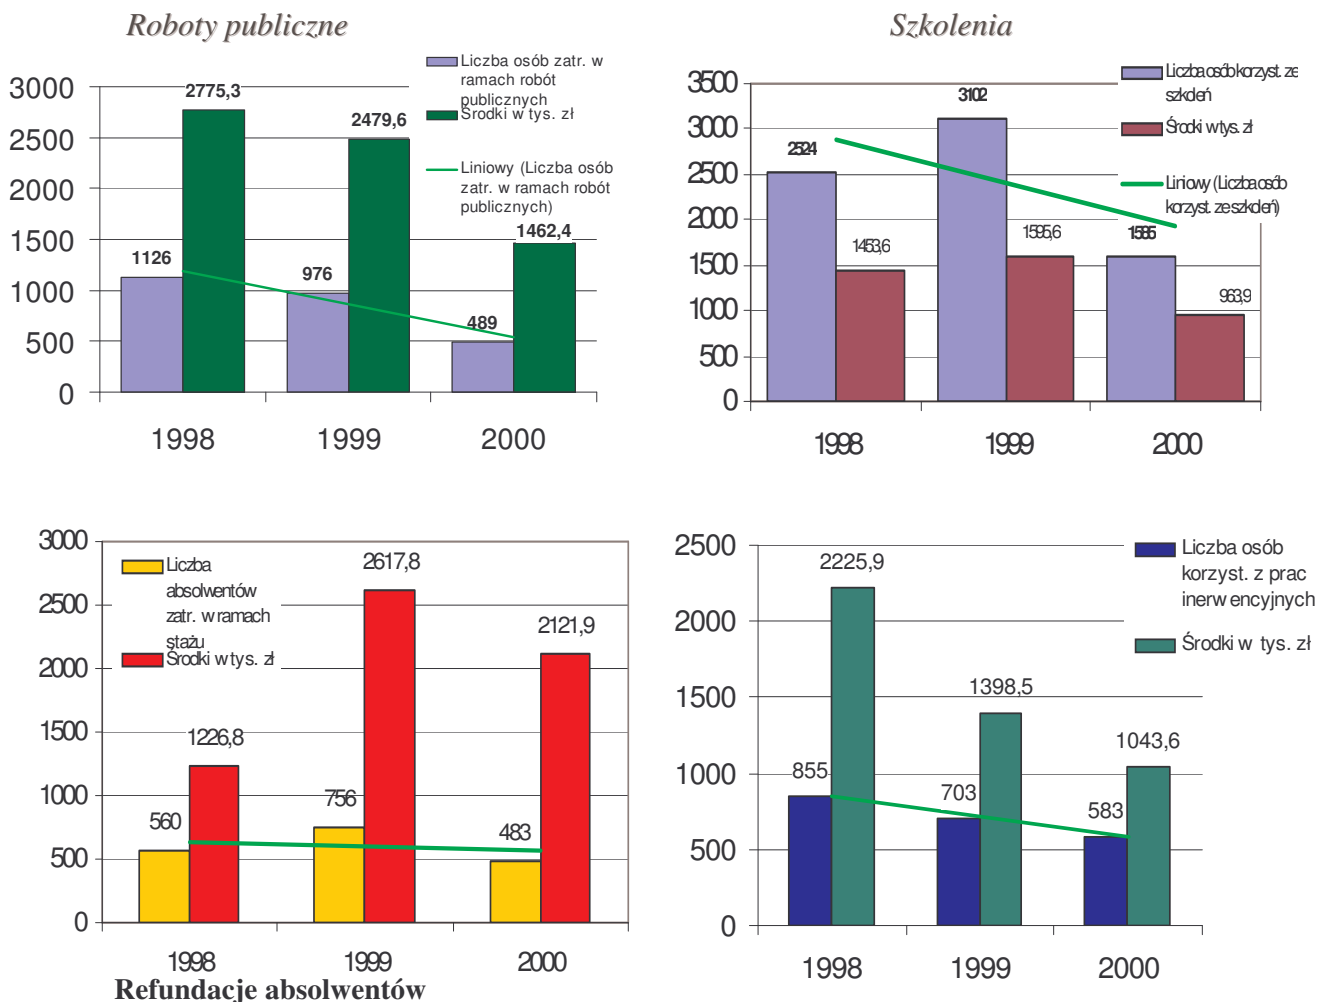 Roboty publiczne
Liczba osób zatr. w
ramach robót
publicznych
Środki w tys. zł
Liniowy (Liczba osób
zatr. w ramach robót
publicznych)
3000
2500
2000
1500
1000
500
0
2775,3
2479,6
1462,4
1126
976
489
1998
1999
2000
Szkolenia
Liczba osób korzyst. ze
szkoleń
Środki w tys. zł
Liniowy (Liczba osób
korzyst. ze szkoleń)
3500
3000
2500
2000
1500
1000
500
0
2524
3102
1585
1453,6
1595,6
963,9
1998
1999
2000
Liczba
absolwentów
zatr. w ramach
stażu
Środki w tys. zł
3000
2500
2000
1500
1000
500
0
560
1226,8
756
2617,8
483
2121,9
1998
1999
2000
Refundacje absolwentów
Liczba osób
korzyst. z prac
inerwencyjnych
Środki w tys. zł
2500
2000
1500
1000
500
0
855
2225,9
703
1398,5
583
1043,6
1998
1999
2000